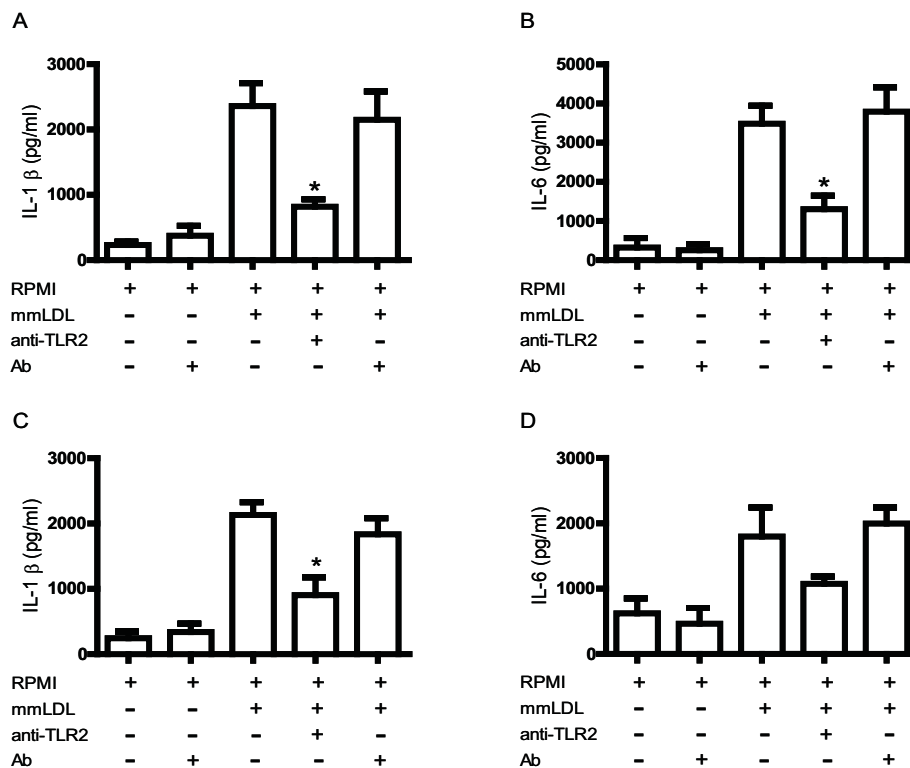 A
B
3000
2000
1000
0
IL-1 β (pg/ml)
*
5000
4000
3000
2000
1000
0
IL-6 (pg/ml)
*
RPMI + + + + +
mmLDL – – + + +
anti-TLR2 – – – + –
Ab – + – – +
RPMI + + + + +
mmLDL – – + + +
anti-TLR2 – – – + –
Ab – + – – +
C
D
3000
2000
1000
0
IL-1 β (pg/ml)
*
3000
2000
1000
0
IL-6 (pg/ml)
RPMI + + + + +
mmLDL – – + + +
anti-TLR2 – – – + –
Ab – + – – +
RPMI + + + + +
mmLDL – – + + +
anti-TLR2 – – – + –
Ab – + – – +